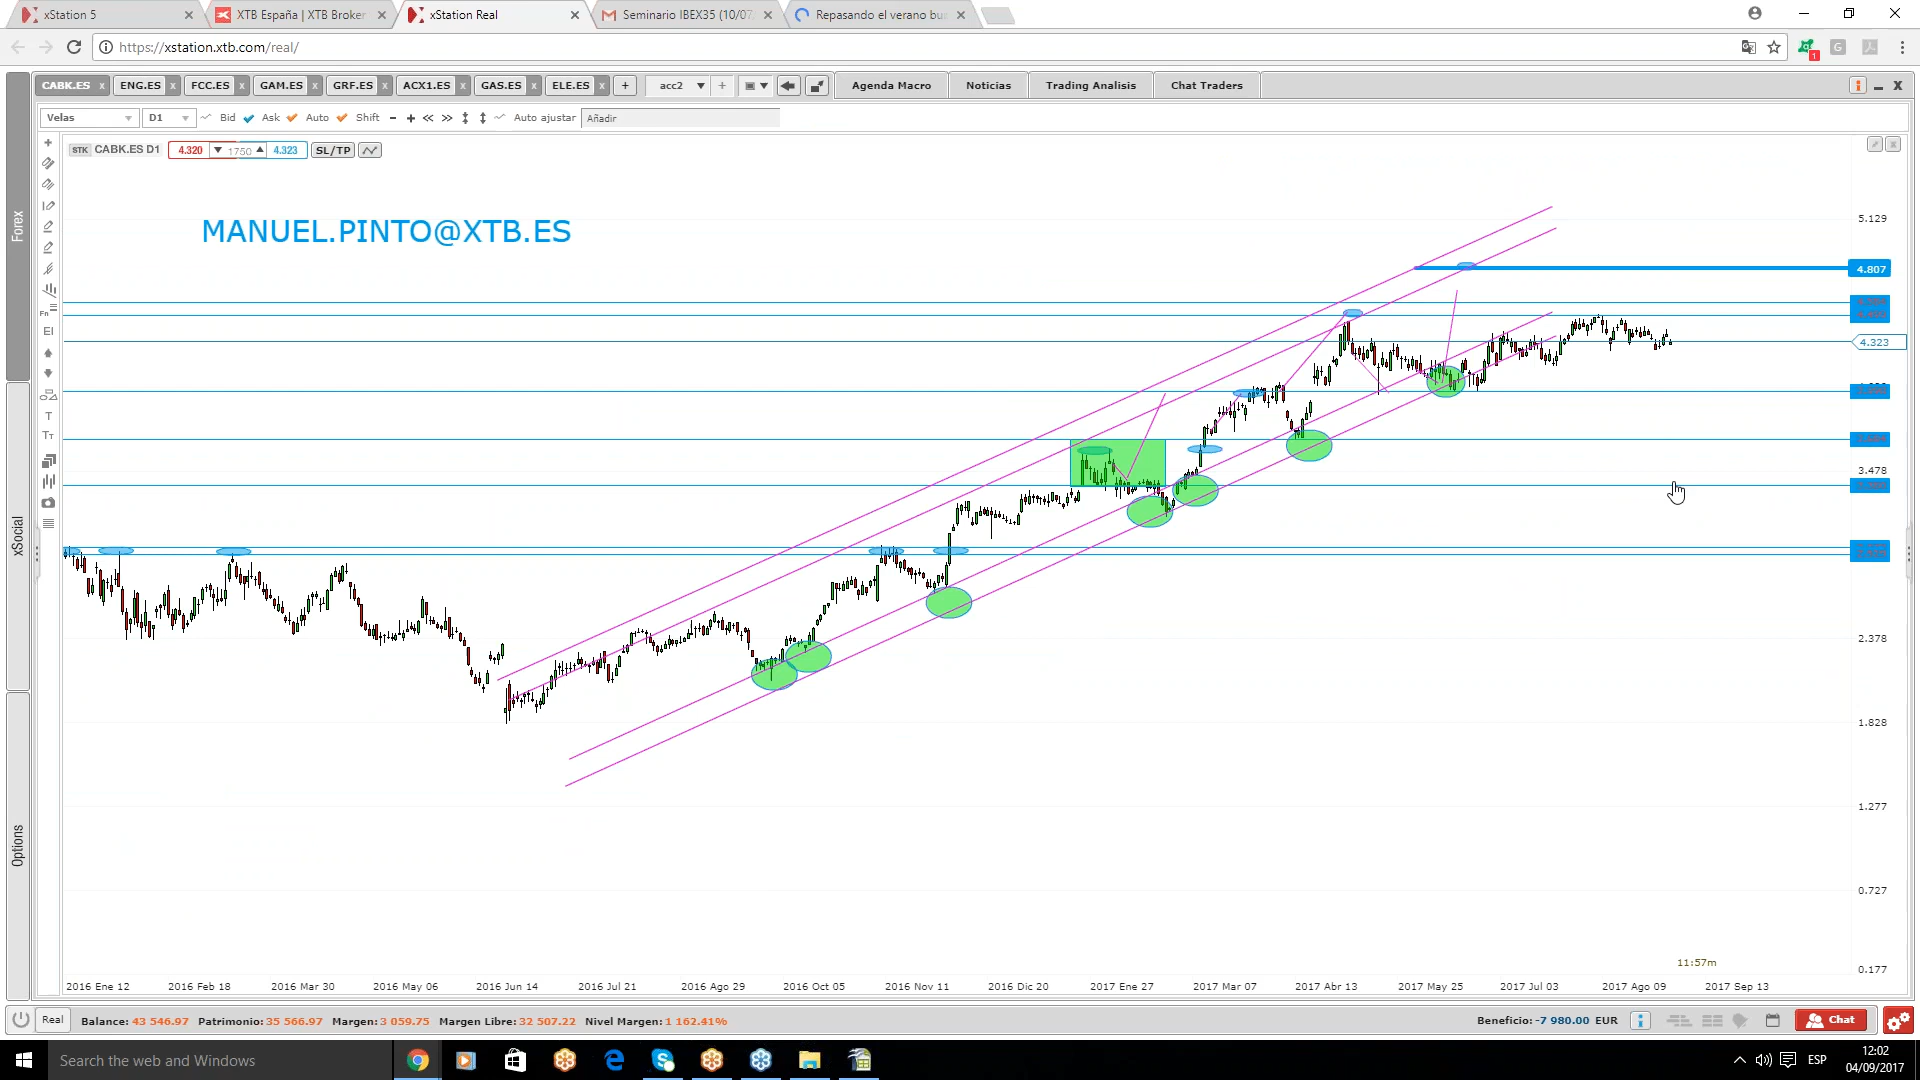 xStation 5
XTB España | XTB Broker
xStation Real
Seminario IBEX35 (10/07
Repasando el verano bu
https://xstation.xtb.com/real/
CABK.ES x ENG.ES x FCC.ES x GAM.ES x GRF.ES x ACX1.ES x GAS.ES x ELE.ES x + acc2 + Agenda Macro Noticias Trading Analisis Chat Traders
Velas D1 Bid Ask Auto Shift Auto ajustar Añadir
STK CABK.ES D1 4.320 1750 4.323 SL/TP
MANUEL.PINTO@XTB.ES
Forex
xSocial
Options
Fn
EI
T
TT
5.129
4.807
4.323
3.478
2.378
1.828
1.277
0.727
0.177
11:57m
2016 Ene 12 2016 Feb 18 2016 Mar 30 2016 May 06 2016 Jun 14 2016 Jul 21 2016 Ago 29 2016 Oct 05 2016 Nov 11 2016 Dic 20 2017 Ene 27 2017 Mar 07 2017 Abr 13 2017 May 25 2017 Jul 03 2017 Ago 09 2017 Sep 13
Real Balance: 43 546.97 Patrimonio: 35 566.97 Margen: 3 059.75 Margen Libre: 32 507.22 Nivel Margen: 1 162.41% Beneficio: -7 980.00 EUR Chat
Search the web and Windows
ESP
12:02
04/09/2017